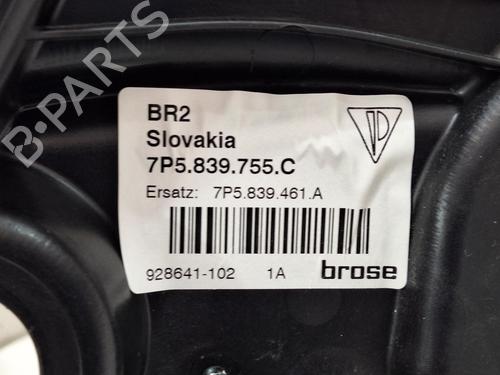 B-PARTS
BR2
Slovakia
7P5.839.755.C
Ersatz: 7P5.839.461.A
928641-102 1A brose